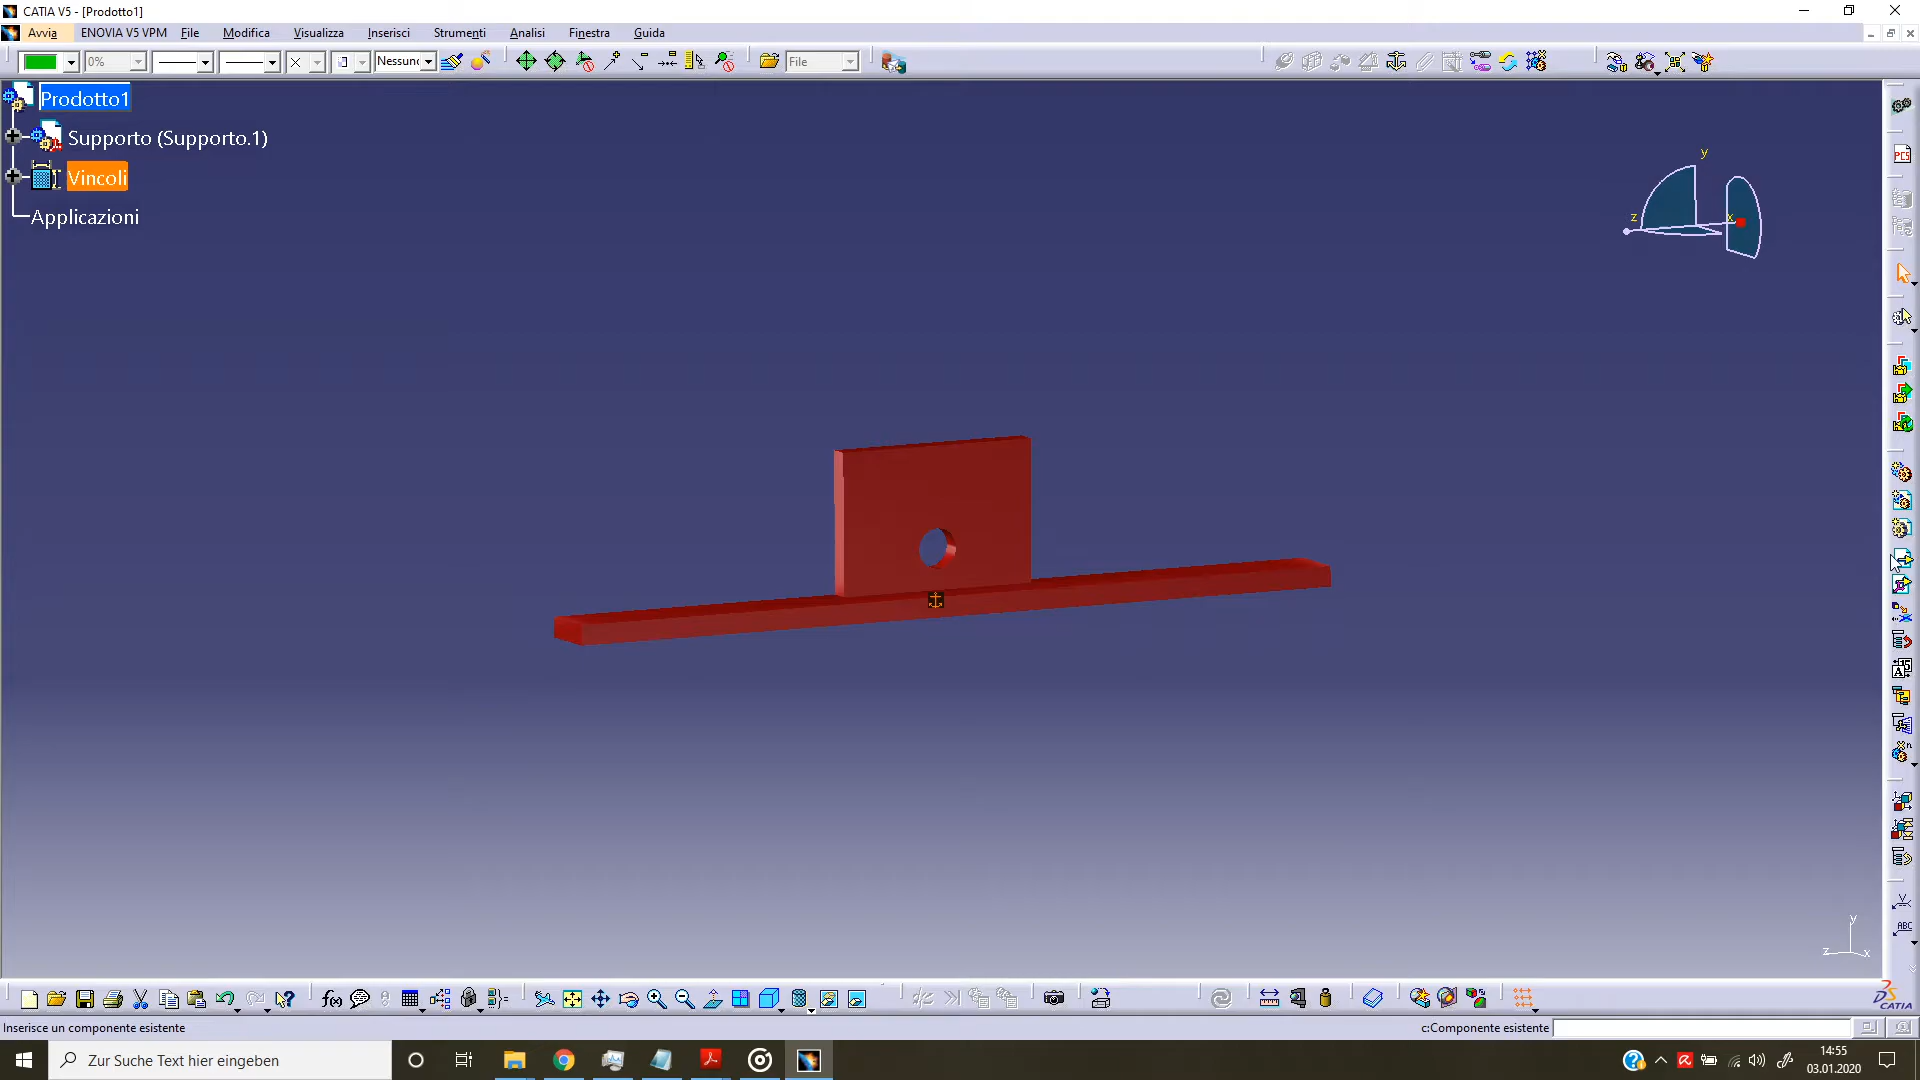 CATIA V5 - [Prodotto1]
Avvia ENOVIA V5 VPM File Modifica Visualizza Inserisci Strumenti Analisi Finestra Guida
0% Nessuno File
Prodotto1
Supporto (Supporto.1)
Vincoli
Applicazioni
y
z x
PCS
ABC
y
z x
f(x)
CATIA
Inserisce un componente esistente c:Componente esistente
Zur Suche Text hier eingeben
14:55
03.01.2020